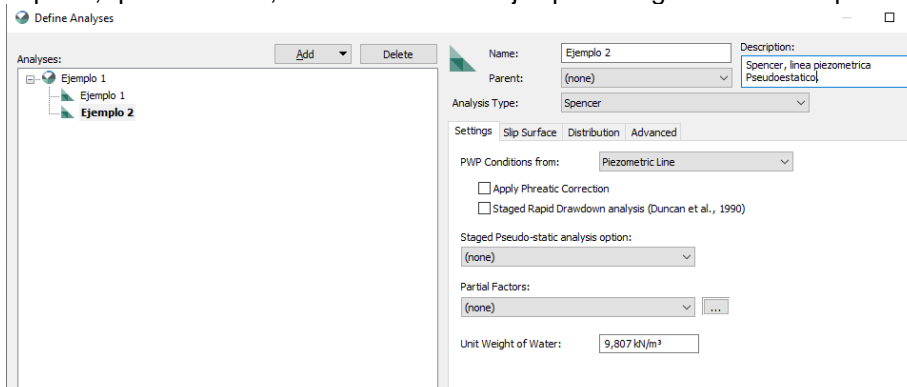 Define Analyses
Analyses:
Add
Delete
Ejemplo 1
Ejemplo 1
Ejemplo 2
Name:
Ejemplo 2
Description:
Spencer, linea piezometrica
Pseudoestatico.
Parent:
(none)
Analysis Type:
Spencer
Settings Slip Surface Distribution Advanced
PWP Conditions from:
Piezometric Line
Apply Phreatic Correction
Staged Rapid Drawdown analysis (Duncan et al., 1990)
Staged Pseudo-static analysis option:
(none)
Partial Factors:
(none)
...
Unit Weight of Water:
9,807 kN/m³